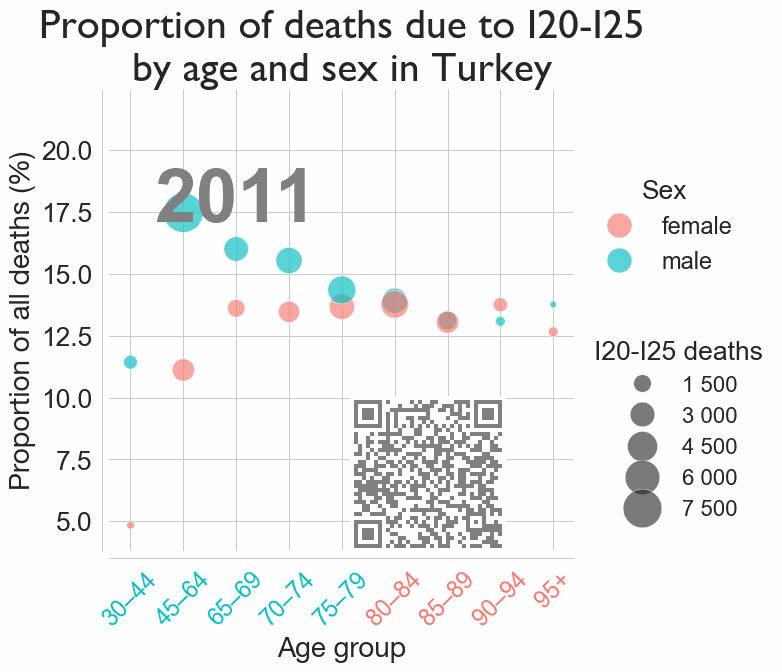 Proportion of deaths due to I20-I25
by age and sex in Turkey
2011
Proportion of all deaths (%)
20.0
17.5
15.0
12.5
10.0
7.5
5.0
30–44
45–64
65–69
70–74
75–79
80–84
85–89
90–94
95+
Age group
Sex
female
male
I20-I25 deaths
1 500
3 000
4 500
6 000
7 500